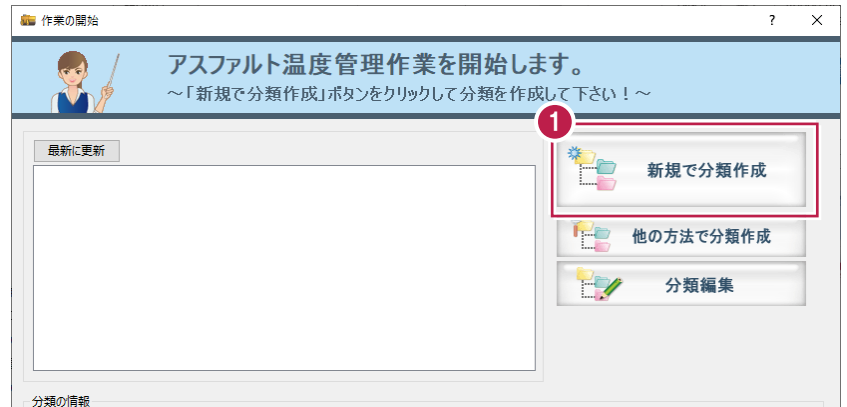 作業の開始
?
×
アスファルト温度管理作業を開始します。
～「新規で分類作成」ボタンをクリックして分類を作成して下さい！～
1
最新に更新
新規で分類作成
他の方法で分類作成
分類編集
分類の情報